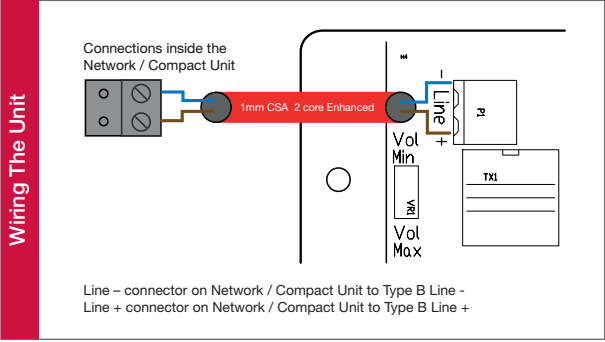 Wiring The Unit
Connections inside the
Network / Compact Unit
1mm CSA 2 core Enhanced
- Line +
P1
Vol
Min
VR1
Vol
Max
TX1
Line – connector on Network / Compact Unit to Type B Line -
Line + connector on Network / Compact Unit to Type B Line +